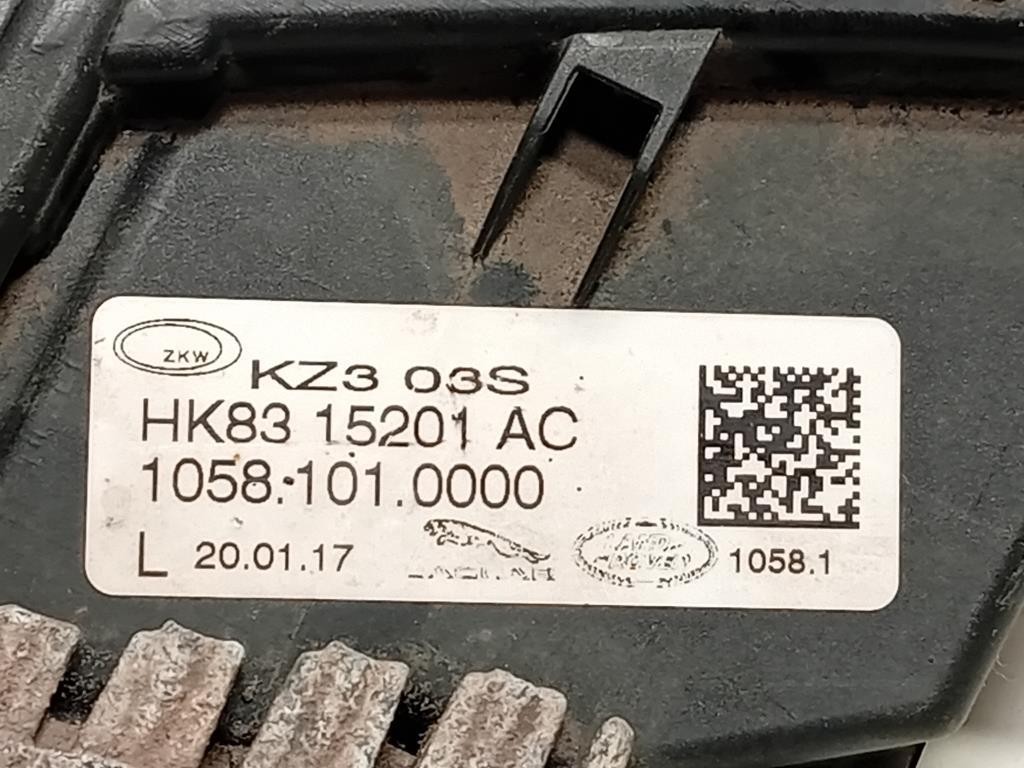 ZKW
KZ3 03S
HK83 15201 AC
1058.101.0000
L 20.01.17
1058.1